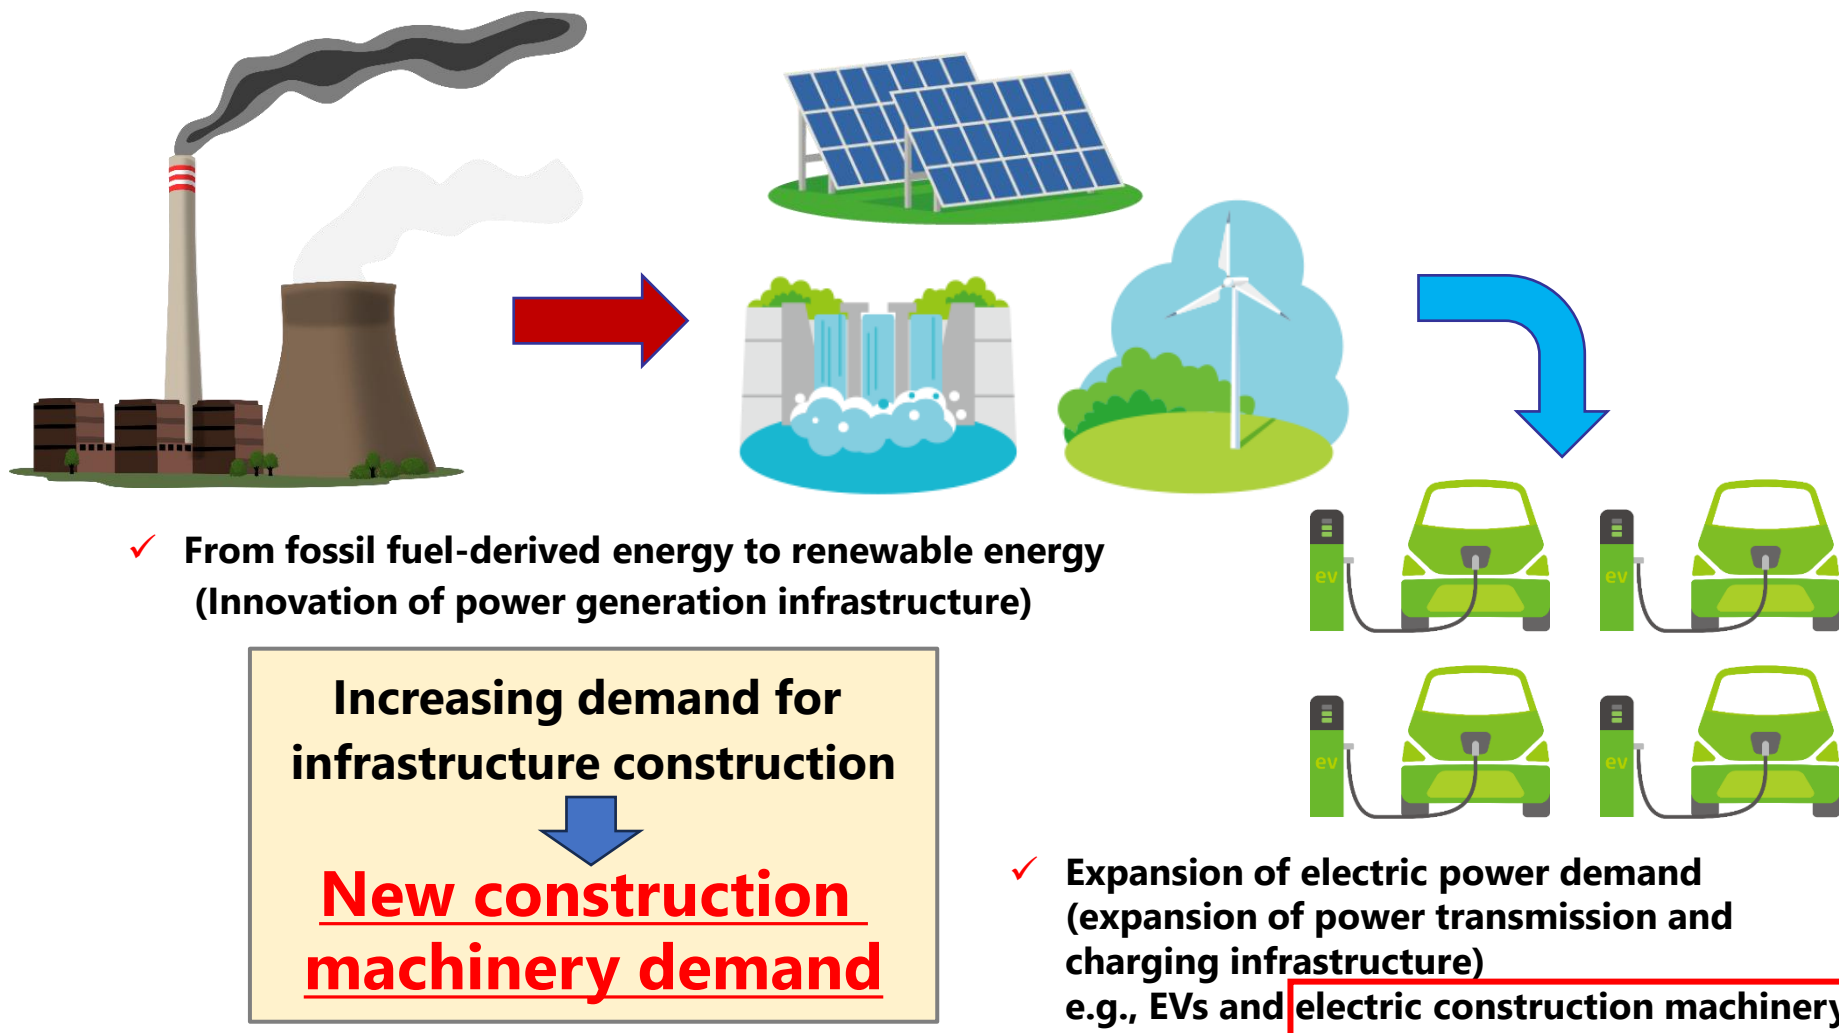 ✓ From fossil fuel-derived energy to renewable energy
(Innovation of power generation infrastructure)
Increasing demand for
infrastructure construction
New construction
machinery demand
ev
ev
ev
ev
✓ Expansion of electric power demand
(expansion of power transmission and
charging infrastructure)
e.g., EVs and electric construction machinery